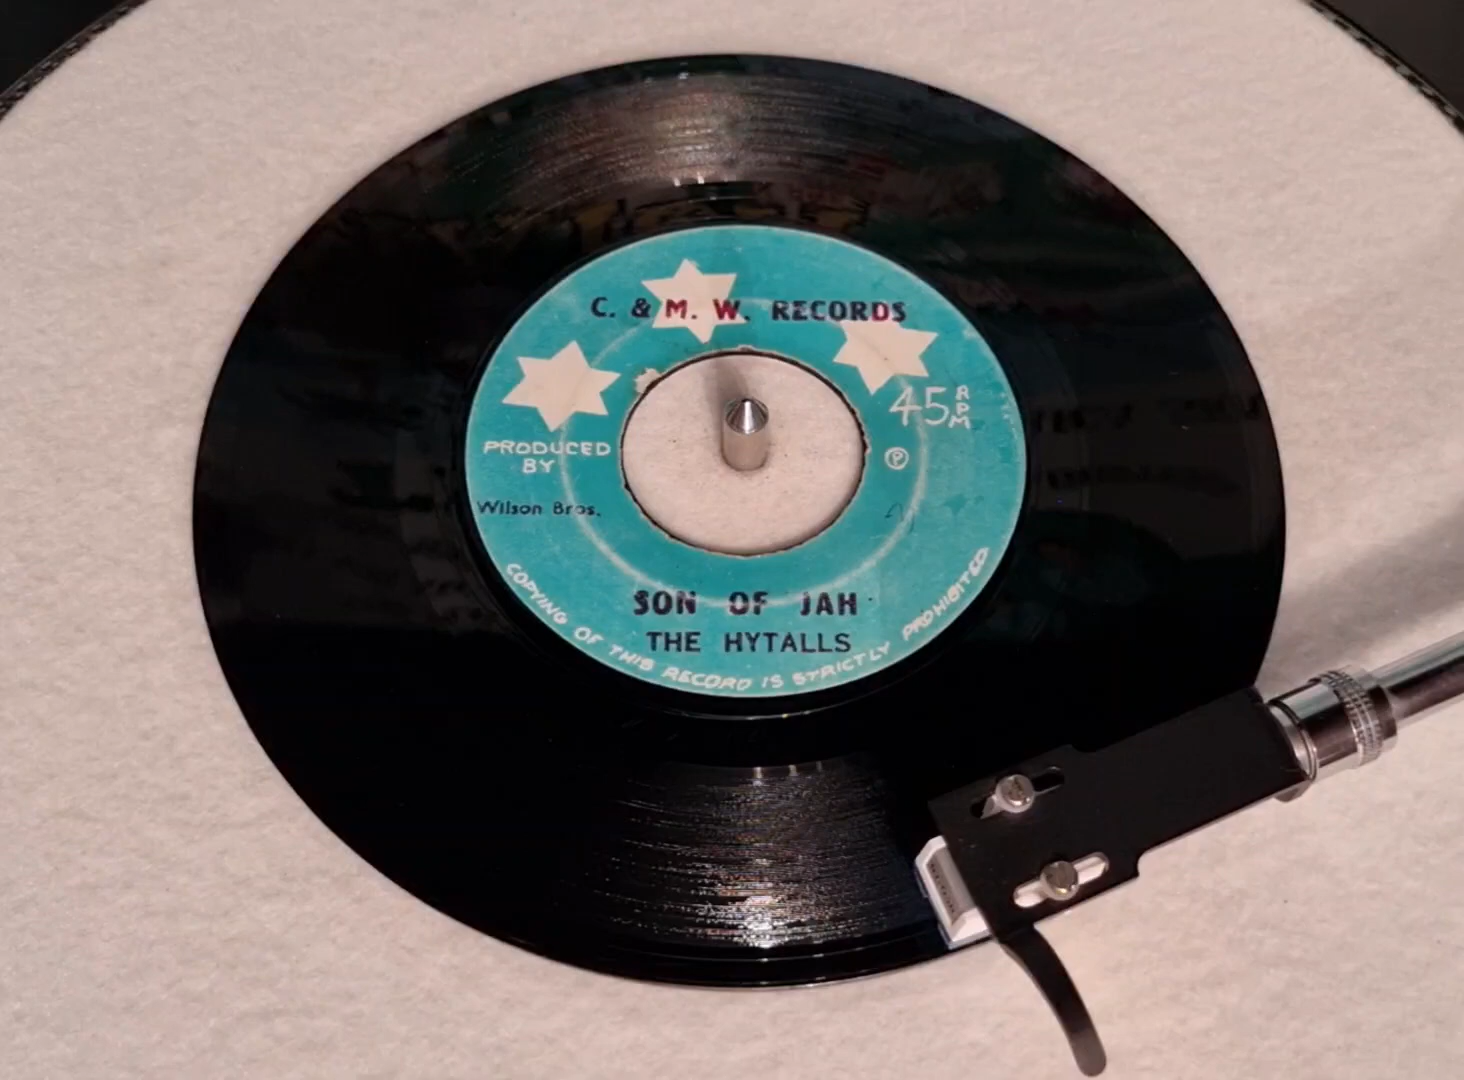 C. & M. W. RECORDS
45 RPM
PRODUCED
BY
Ⓟ
Wilson Bros.
SON OF JAH
THE HYTALLS
COPYING OF THIS RECORD IS STRICTLY PROHIBITED